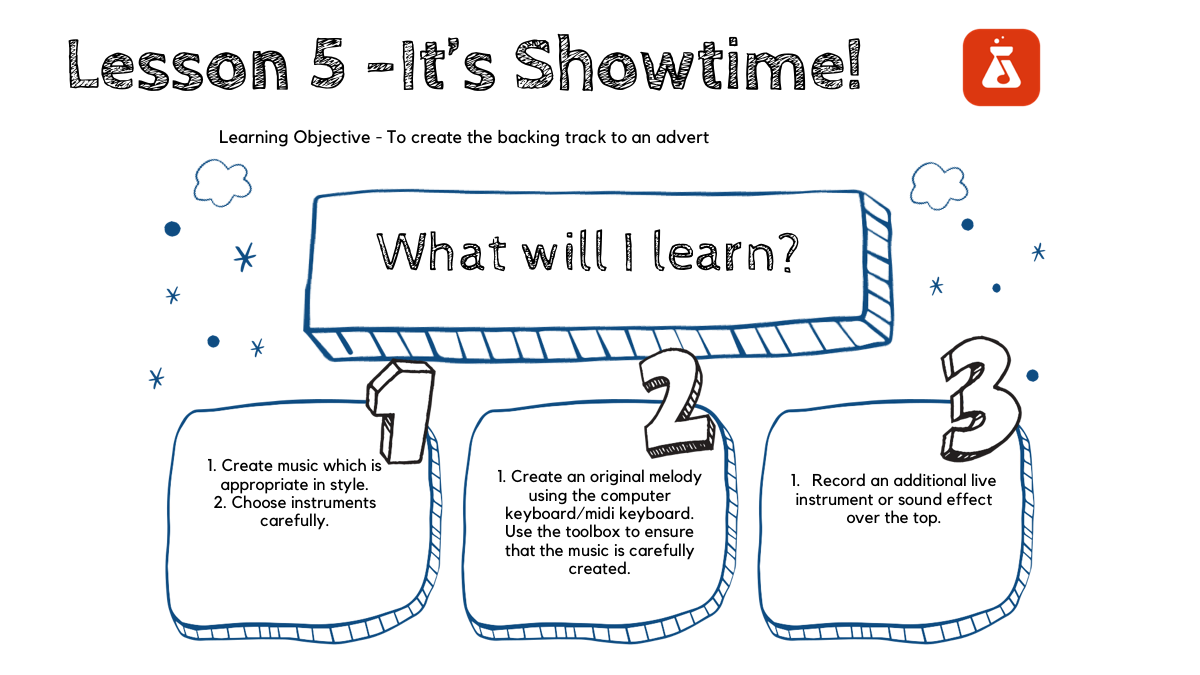 Lesson 5 -It's Showtime!
Learning Objective - To create the backing track to an advert
What will I learn?
1
1. Create music which is
appropriate in style.
2. Choose instruments
carefully.
2
1. Create an original melody
using the computer
keyboard/midi keyboard.
Use the toolbox to ensure
that the music is carefully
created.
3
1. Record an additional live
instrument or sound effect
over the top.